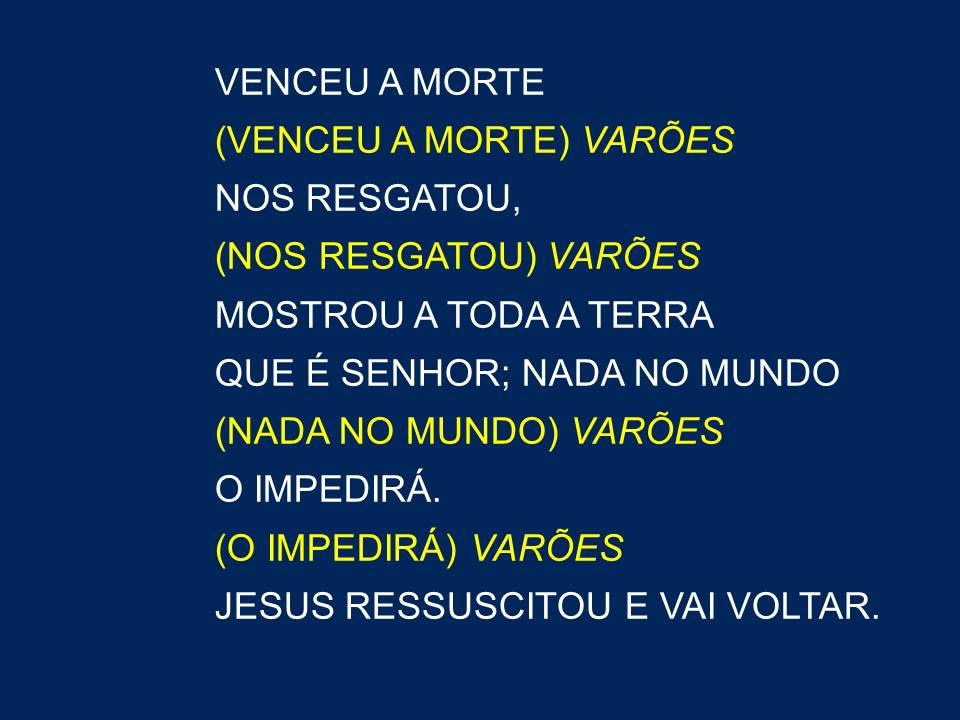 VENCEU A MORTE
(VENCEU A MORTE) VARÕES
NOS RESGATOU,
(NOS RESGATOU) VARÕES
MOSTROU A TODA A TERRA
QUE É SENHOR; NADA NO MUNDO
(NADA NO MUNDO) VARÕES
O IMPEDIRÁ.
(O IMPEDIRÁ) VARÕES
JESUS RESSUSCITOU E VAI VOLTAR.